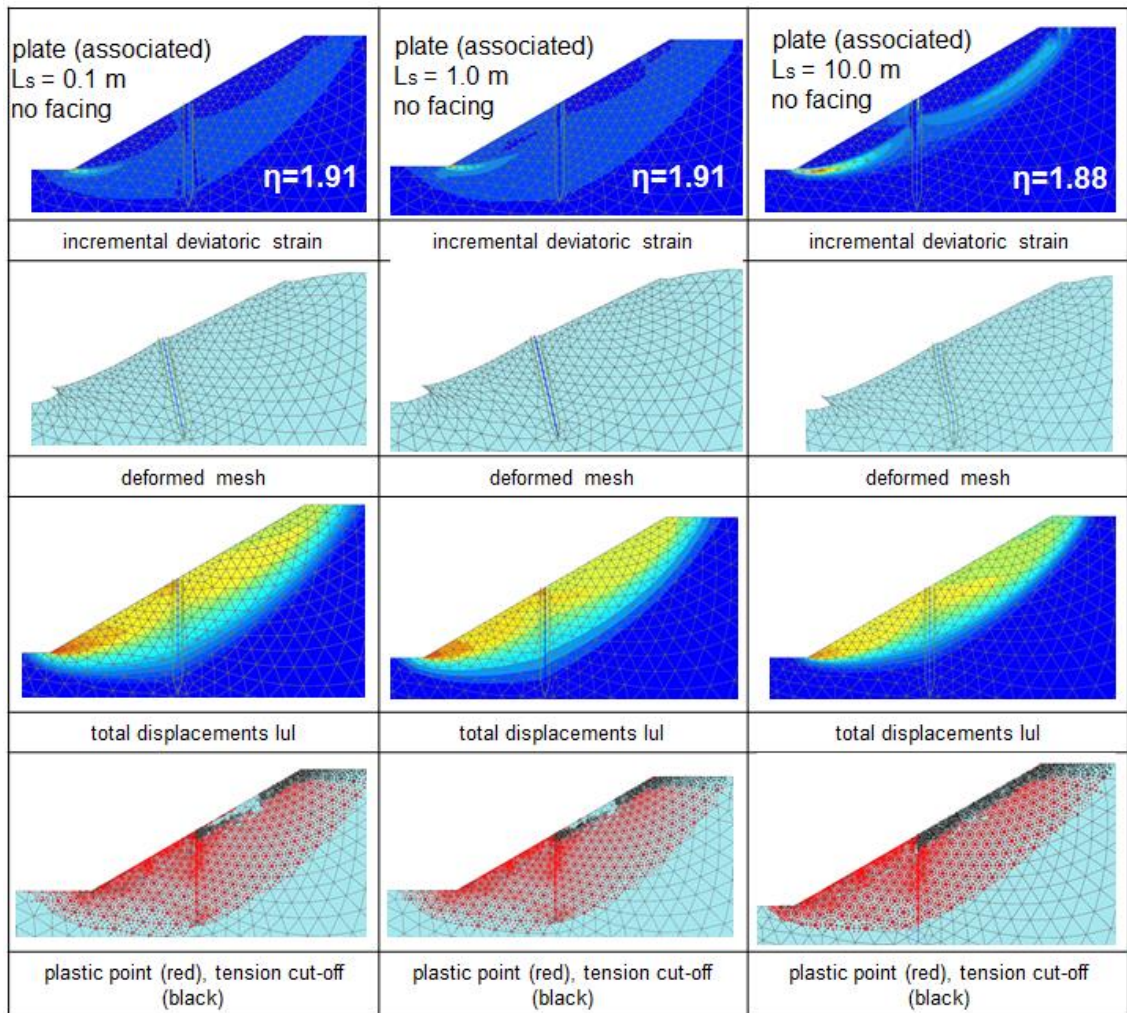 plate (associated)
Ls = 0.1 m
no facing
η=1.91
plate (associated)
Ls = 1.0 m
no facing
η=1.91
plate (associated)
Ls = 10.0 m
no facing
η=1.88
incremental deviatoric strain
incremental deviatoric strain
incremental deviatoric strain
deformed mesh
deformed mesh
deformed mesh
total displacements lul
total displacements lul
total displacements lul
plastic point (red), tension cut-off
(black)
plastic point (red), tension cut-off
(black)
plastic point (red), tension cut-off
(black)